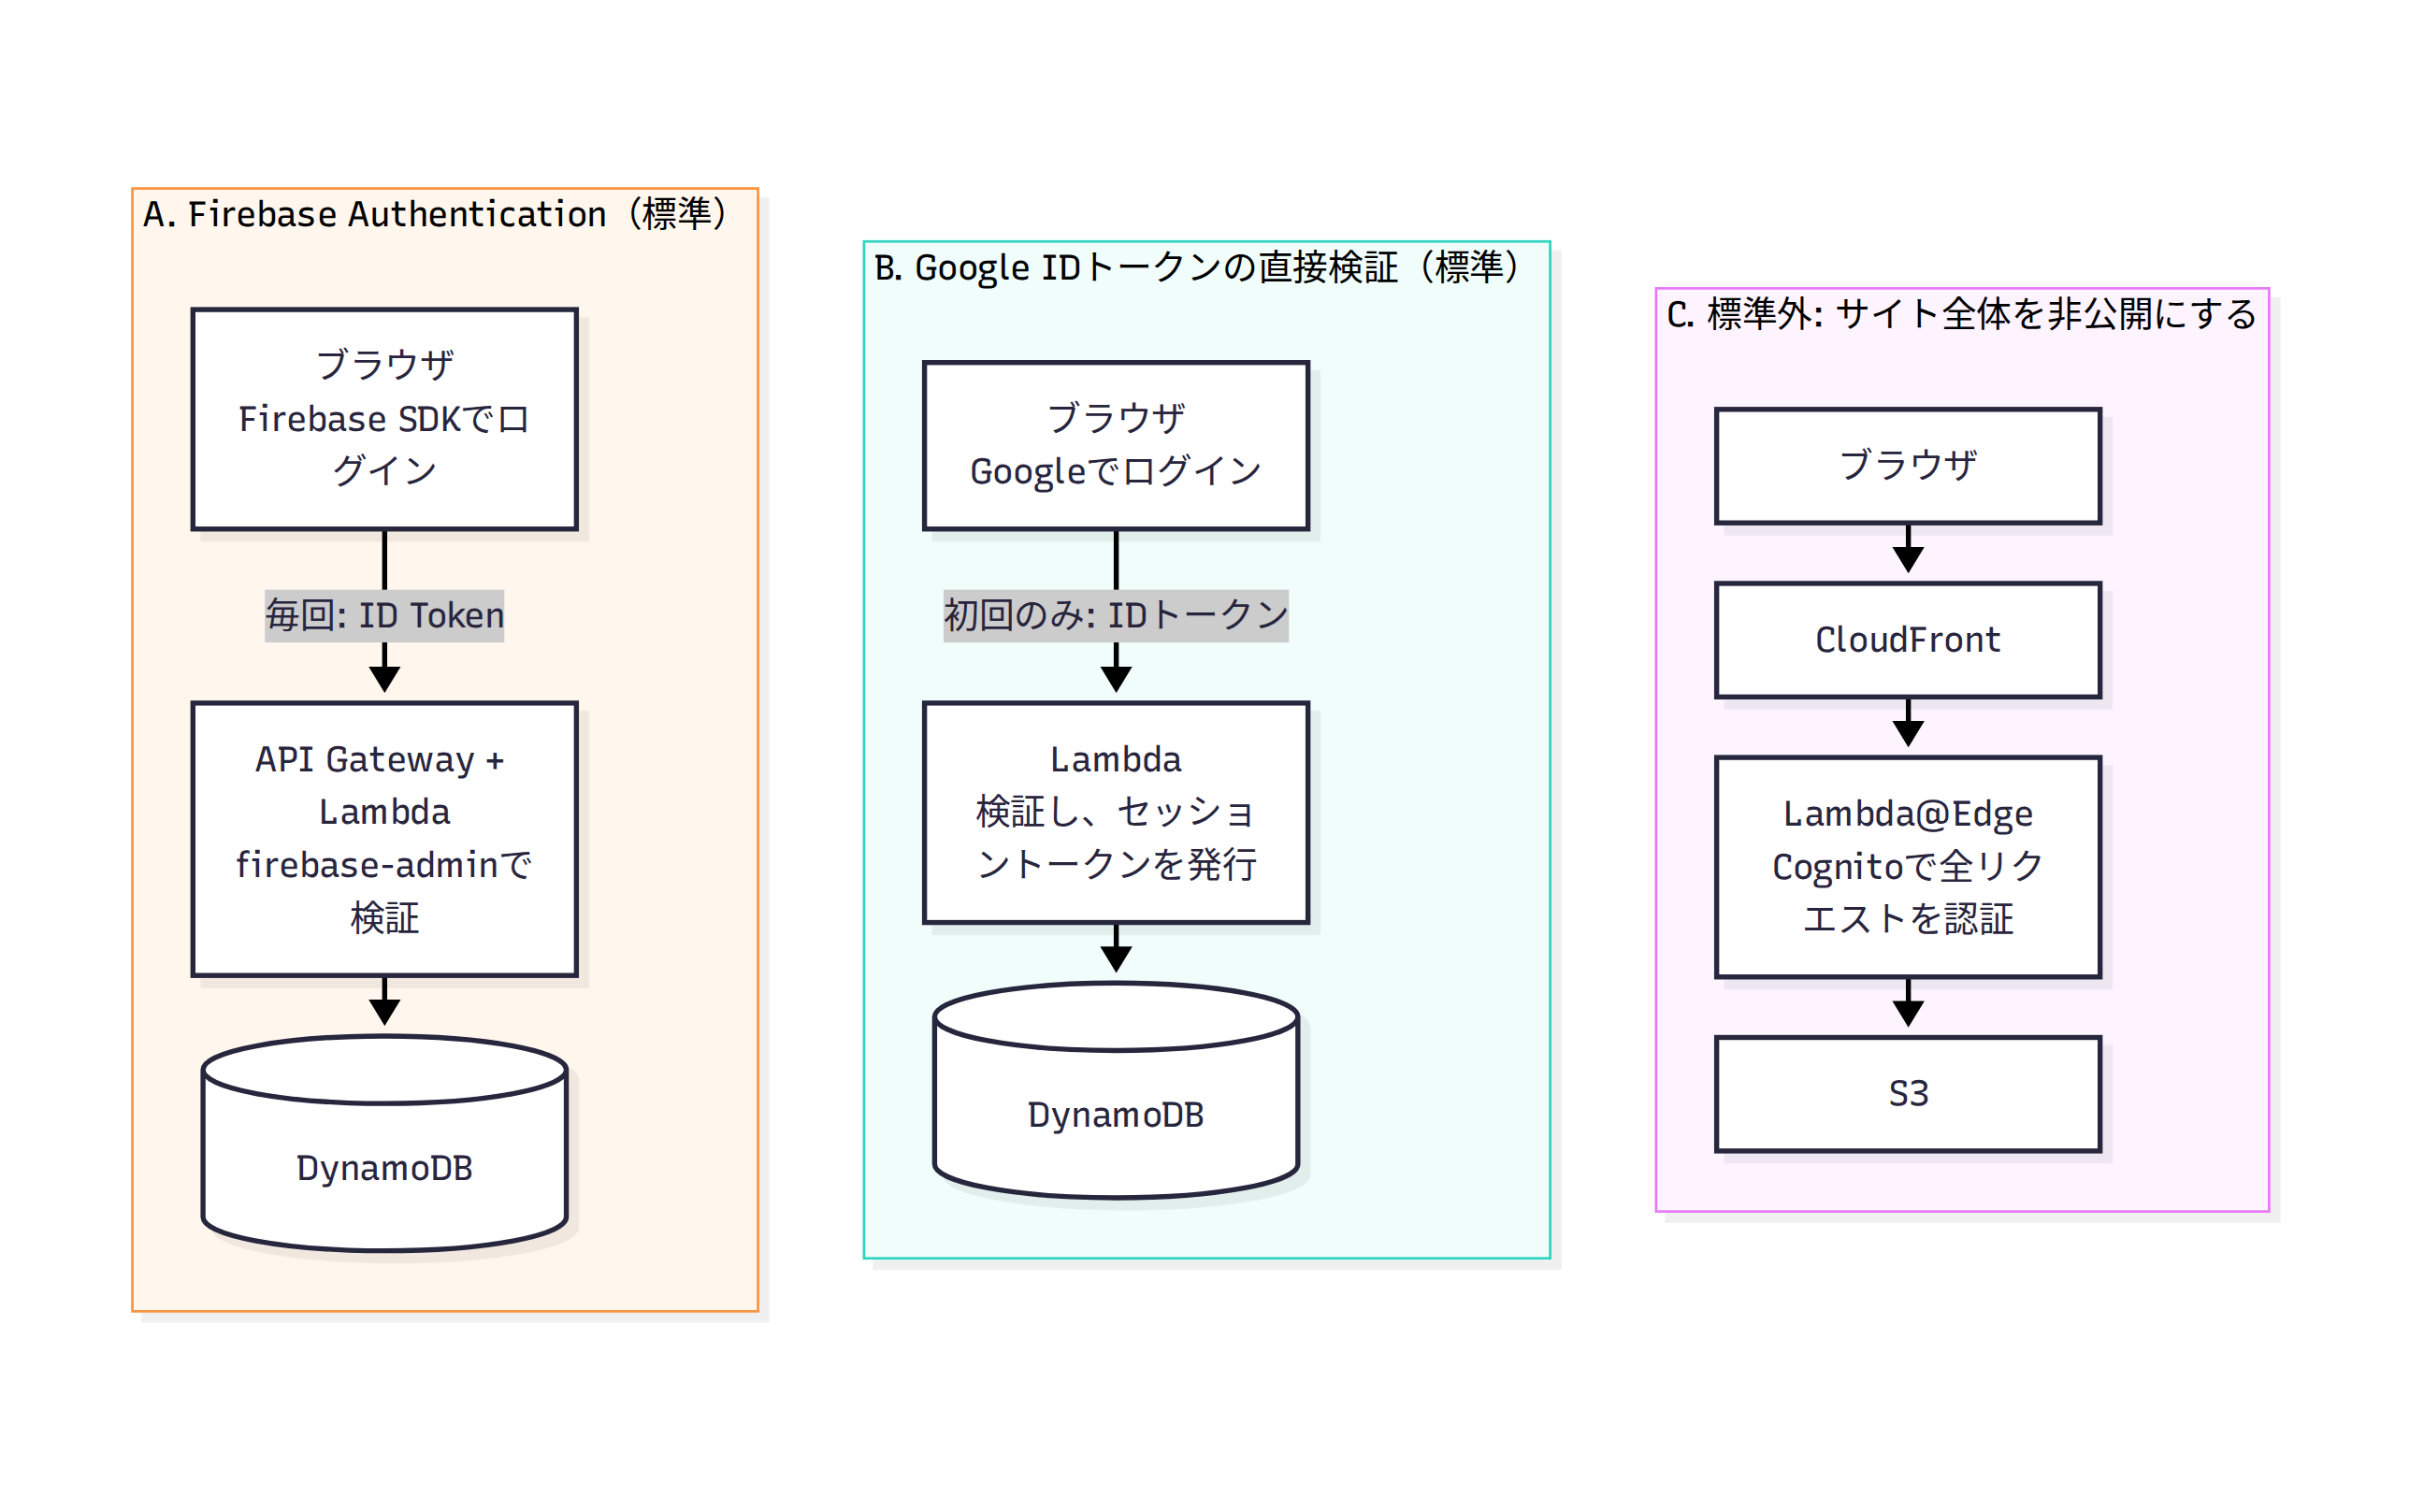 A. Firebase Authentication（標準）
ブラウザ
Firebase SDKでロ
グイン
毎回: ID Token
API Gateway +
Lambda
firebase-adminで
検証
DynamoDB
B. Google IDトークンの直接検証（標準）
ブラウザ
Googleでログイン
初回のみ: IDトークン
Lambda
検証し、セッショ
ントークンを発行
DynamoDB
C. 標準外: サイト全体を非公開にする
ブラウザ
CloudFront
Lambda@Edge
Cognitoで全リク
エストを認証
S3